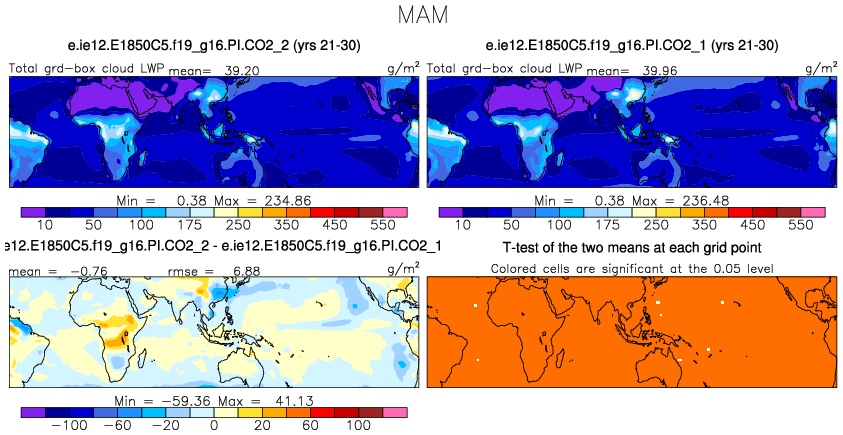 MAM
e.ie12.E1850C5.f19_g16.PI.CO2_2 (yrs 21-30)
e.ie12.E1850C5.f19_g16.PI.CO2_1 (yrs 21-30)
Total grd-box cloud LWP mean= 39.20 g/m²
Total grd-box cloud LWP mean= 39.96 g/m²
Min = 0.38 Max = 234.86
Min = 0.38 Max = 236.48
10 50 100 175 250 350 450 550
10 50 100 175 250 350 450 550
e12.E1850C5.f19_g16.PI.CO2_2 - e.ie12.E1850C5.f19_g16.PI.CO2_1
T-test of the two means at each grid point
mean = -0.76 rmse = 6.88 g/m²
Colored cells are significant at the 0.05 level
Min = -59.36 Max = 41.13
-100 -60 -20 0 20 60 100